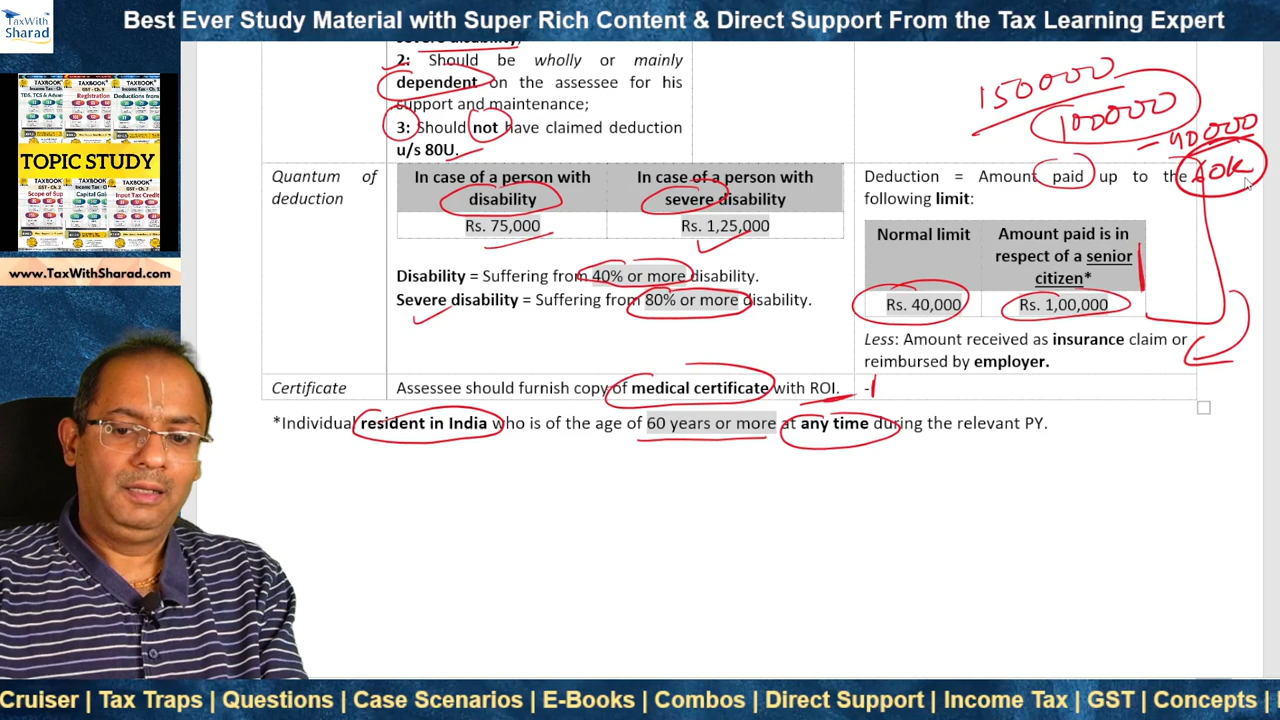 Best Ever Study Material with Super Rich Content & Direct Support From the Tax Learning Expert
TaxWith
Sharad
TOPIC STUDY
www.TaxWithSharad.com
severe disability;
2: Should be wholly or mainly
dependent on the assessee for his
support and maintenance;
3: Should not have claimed deduction
u/s 80U.
150000
100000
- 40000
60K
Quantum of
deduction
In case of a person with
disability
In case of a person with
severe disability
Rs. 75,000
Rs. 1,25,000
Disability = Suffering from 40% or more disability.
Severe disability = Suffering from 80% or more disability.
Deduction = Amount paid up to the
following limit:
Normal limit
Amount paid is in
respect of a senior
citizen*
Rs. 40,000
Rs. 1,00,000
Less: Amount received as insurance claim or
reimbursed by employer.
Certificate
Assessee should furnish copy of medical certificate with ROI.
-
*Individual resident in India who is of the age of 60 years or more at any time during the relevant PY.
Cruiser | Tax Traps | Questions | Case Scenarios | E-Books | Combos | Direct Support | Income Tax | GST | Concepts |